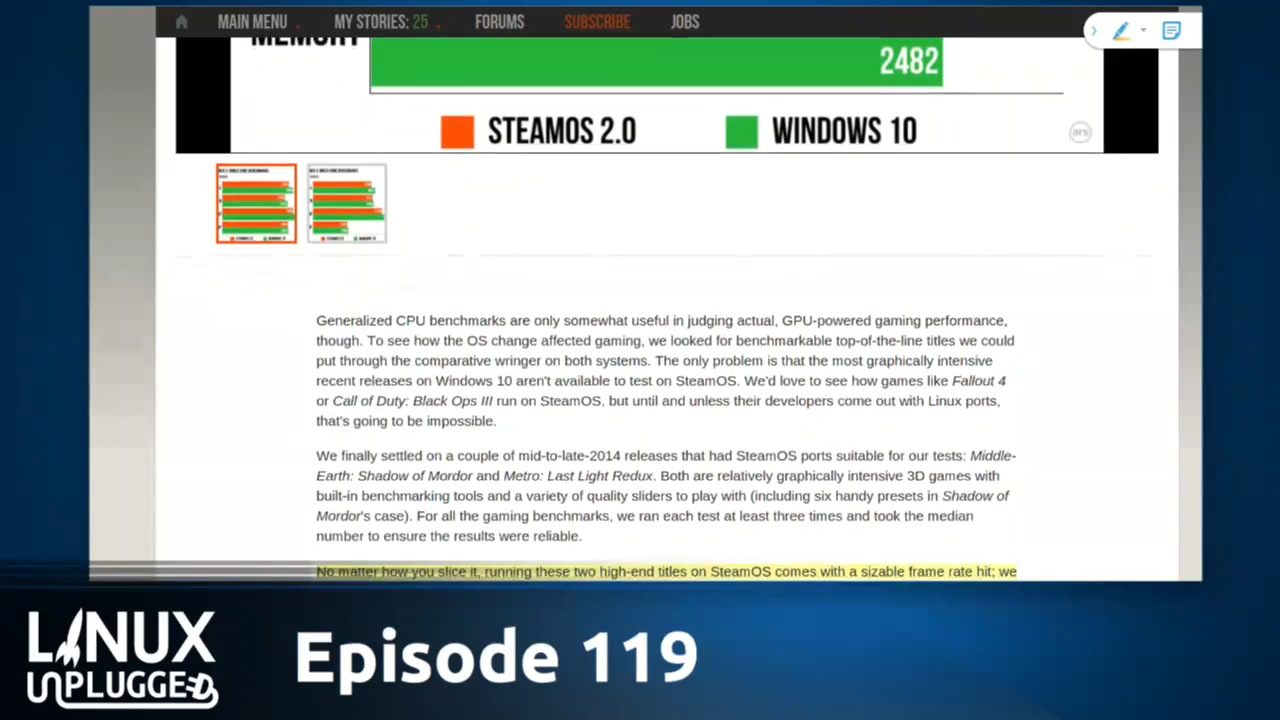 MAIN MENU
MY STORIES: 25
FORUMS
SUBSCRIBE
JOBS
MEMORY
2482
STEAMOS 2.0
WINDOWS 10
ars
Generalized CPU benchmarks are only somewhat useful in judging actual, GPU-powered gaming performance,
though. To see how the OS change affected gaming, we looked for benchmarkable top-of-the-line titles we could
put through the comparative wringer on both systems. The only problem is that the most graphically intensive
recent releases on Windows 10 aren't available to test on SteamOS. We'd love to see how games like Fallout 4
or Call of Duty: Black Ops III run on SteamOS, but until and unless their developers come out with Linux ports,
that's going to be impossible.
We finally settled on a couple of mid-to-late-2014 releases that had SteamOS ports suitable for our tests: Middle-
Earth: Shadow of Mordor and Metro: Last Light Redux. Both are relatively graphically intensive 3D games with
built-in benchmarking tools and a variety of quality sliders to play with (including six handy presets in Shadow of
Mordor's case). For all the gaming benchmarks, we ran each test at least three times and took the median
number to ensure the results were reliable.
No matter how you slice it, running these two high-end titles on SteamOS comes with a sizable frame rate hit; we
LINUX
UNPLUGGED
Episode 119